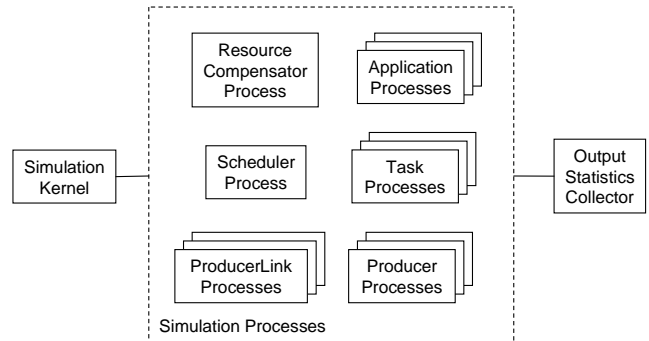 Resource
Compensator
Process
Application
Processes
Simulation
Kernel
Scheduler
Process
Task
Processes
Output
Statistics
Collector
ProducerLink
Processes
Producer
Processes
Simulation Processes